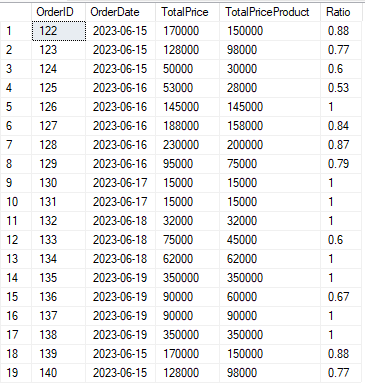 OrderID OrderDate TotalPrice TotalPriceProduct Ratio
1 122 2023-06-15 170000 150000 0.88
2 123 2023-06-15 128000 98000 0.77
3 124 2023-06-15 50000 30000 0.6
4 125 2023-06-16 53000 28000 0.53
5 126 2023-06-16 145000 145000 1
6 127 2023-06-16 188000 158000 0.84
7 128 2023-06-16 230000 200000 0.87
8 129 2023-06-16 95000 75000 0.79
9 130 2023-06-17 15000 15000 1
10 131 2023-06-17 15000 15000 1
11 132 2023-06-18 32000 32000 1
12 133 2023-06-18 75000 45000 0.6
13 134 2023-06-18 62000 62000 1
14 135 2023-06-19 350000 350000 1
15 136 2023-06-19 90000 60000 0.67
16 137 2023-06-19 90000 90000 1
17 138 2023-06-19 350000 350000 1
18 139 2023-06-15 170000 150000 0.88
19 140 2023-06-15 128000 98000 0.77